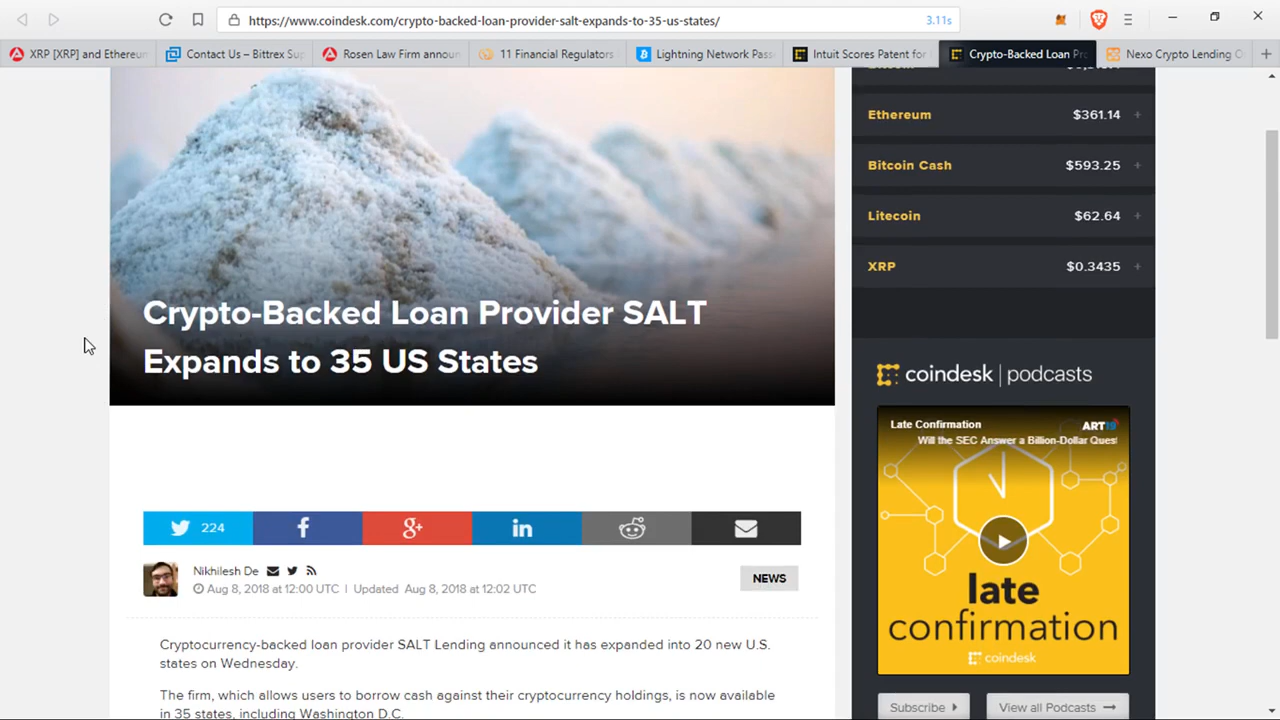 https://www.coindesk.com/crypto-backed-loan-provider-salt-expands-to-35-us-states/
3.11s
XRP [XRP] and Ethereum
Contact Us – Bittrex Sup
Rosen Law Firm announ
11 Financial Regulators
Lightning Network Pass
Intuit Scores Patent for
Crypto-Backed Loan Pro
Nexo Crypto Lending
Ethereum
$361.14
+
Bitcoin Cash
$593.25
+
Litecoin
$62.64
+
XRP
$0.3435
+
Crypto-Backed Loan Provider SALT
Expands to 35 US States
224
Nikhilesh De
Aug 8, 2018 at 12:00 UTC | Updated Aug 8, 2018 at 12:02 UTC
NEWS
Cryptocurrency-backed loan provider SALT Lending announced it has expanded into 20 new U.S.
states on Wednesday.
The firm, which allows users to borrow cash against their cryptocurrency holdings, is now available
in 35 states, including Washington D.C.
coindesk | podcasts
Late Confirmation
ART19
Will the SEC Answer a Billion-Dollar Quest
late
confirmation
coindesk
Subscribe
View all Podcasts